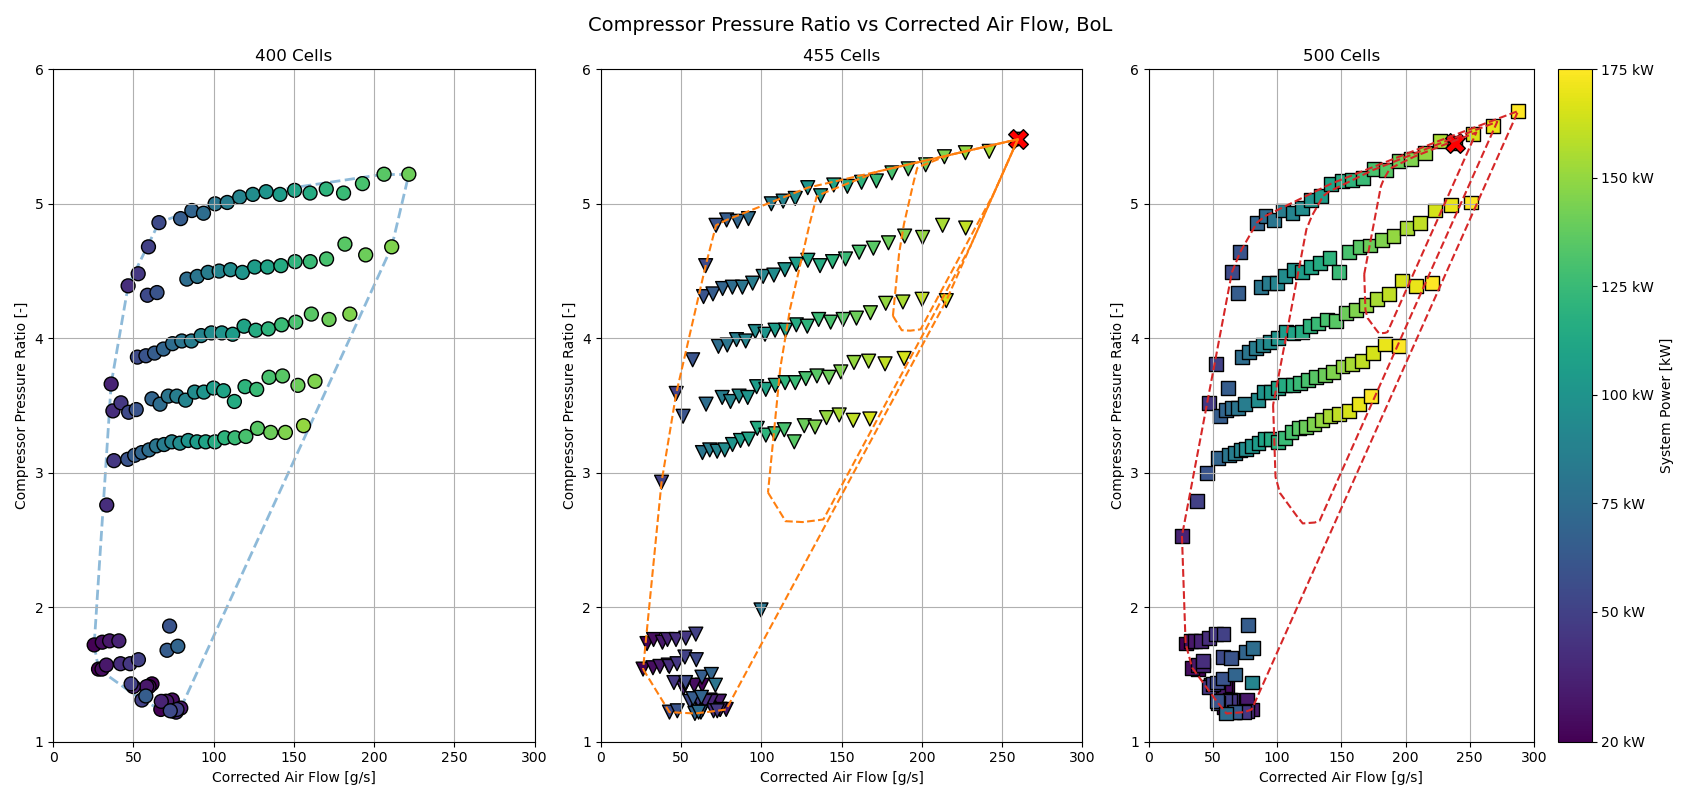 Compressor Pressure Ratio vs Corrected Air Flow, BoL
400 Cells
Compressor Pressure Ratio [-]
6
5
4
3
2
1
0
50
100
150
200
250
300
Corrected Air Flow [g/s]
455 Cells
Compressor Pressure Ratio [-]
6
5
4
3
2
1
0
50
100
150
200
250
300
Corrected Air Flow [g/s]
500 Cells
Compressor Pressure Ratio [-]
6
5
4
3
2
1
0
50
100
150
200
250
300
Corrected Air Flow [g/s]
175 kW
150 kW
125 kW
100 kW
75 kW
50 kW
20 kW
System Power [kW]